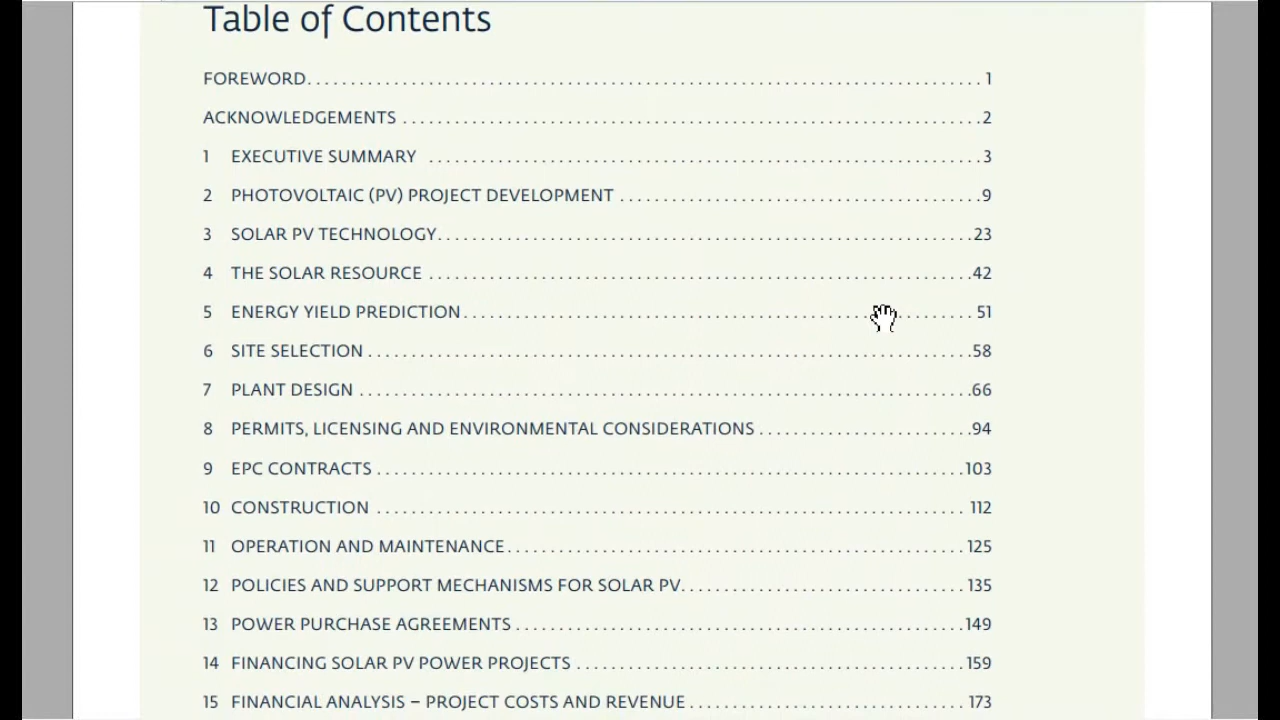 Table of Contents
FOREWORD. . . . . . . . . . . . . . . . . . . . . . . . . . . . . . . . . . . . . . . . . . . . . . . . . . . . . . . . . . . . 1
ACKNOWLEDGEMENTS . . . . . . . . . . . . . . . . . . . . . . . . . . . . . . . . . . . . . . . . . . . . . . . . . .2
1 EXECUTIVE SUMMARY . . . . . . . . . . . . . . . . . . . . . . . . . . . . . . . . . . . . . . . . . . . . . . .3
2 PHOTOVOLTAIC (PV) PROJECT DEVELOPMENT . . . . . . . . . . . . . . . . . . . . . . . . . . . . . .9
3 SOLAR PV TECHNOLOGY. . . . . . . . . . . . . . . . . . . . . . . . . . . . . . . . . . . . . . . . . . . . .23
4 THE SOLAR RESOURCE . . . . . . . . . . . . . . . . . . . . . . . . . . . . . . . . . . . . . . . . . . . . . .42
5 ENERGY YIELD PREDICTION. . . . . . . . . . . . . . . . . . . . . . . . . . . . . . . . . . . . . . . . . . 51
6 SITE SELECTION . . . . . . . . . . . . . . . . . . . . . . . . . . . . . . . . . . . . . . . . . . . . . . . . . .58
7 PLANT DESIGN . . . . . . . . . . . . . . . . . . . . . . . . . . . . . . . . . . . . . . . . . . . . . . . . . . .66
8 PERMITS, LICENSING AND ENVIRONMENTAL CONSIDERATIONS . . . . . . . . . . . . . . . . . .94
9 EPC CONTRACTS . . . . . . . . . . . . . . . . . . . . . . . . . . . . . . . . . . . . . . . . . . . . . . . . .103
10 CONSTRUCTION . . . . . . . . . . . . . . . . . . . . . . . . . . . . . . . . . . . . . . . . . . . . . . . . . 112
11 OPERATION AND MAINTENANCE. . . . . . . . . . . . . . . . . . . . . . . . . . . . . . . . . . . . . . 125
12 POLICIES AND SUPPORT MECHANISMS FOR SOLAR PV. . . . . . . . . . . . . . . . . . . . . . . 135
13 POWER PURCHASE AGREEMENTS . . . . . . . . . . . . . . . . . . . . . . . . . . . . . . . . . . . . . .149
14 FINANCING SOLAR PV POWER PROJECTS . . . . . . . . . . . . . . . . . . . . . . . . . . . . . . . . 159
15 FINANCIAL ANALYSIS – PROJECT COSTS AND REVENUE . . . . . . . . . . . . . . . . . . . . . . . 173